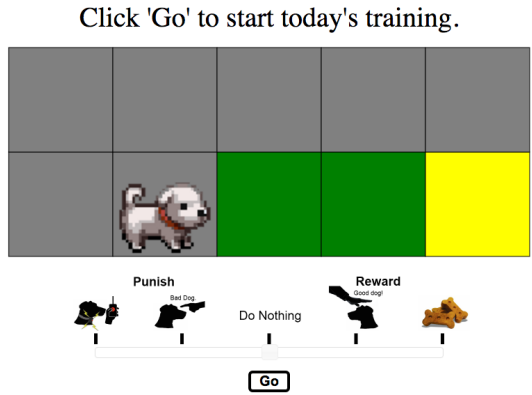 Click 'Go' to start today's training.
Punish
Reward
Bad Dog.
Good dog!
Do Nothing
Go